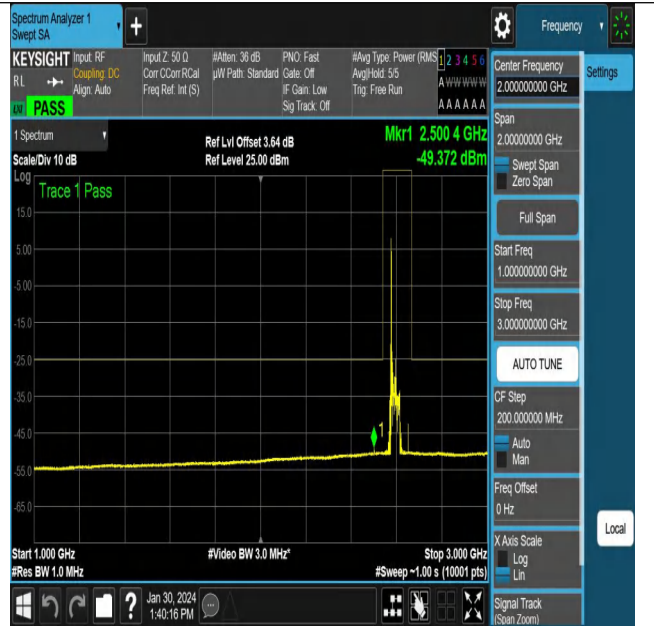 Spectrum Analyzer 1
Swept SA
Frequency
KEYSIGHT
Input: RF
Coupling: DC
Align: Auto
Input Z: 50 Ω
Corr CCorr RCal
Freq Ref: Int (S)
#Atten: 36 dB
µW Path: Standard
PNO: Fast
Gate: Off
IF Gain: Low
Sig Track: Off
#Avg Type: Power (RMS
Avg|Hold: 5/5
Trig: Free Run
1 2 3 4 5 6
A W W W W W
A A A A A A
R L
LXI
PASS
1 Spectrum
Scale/Div 10 dB
Ref Lvl Offset 3.64 dB
Ref Level 25.00 dBm
Mkr1 2.500 4 GHz
-49.372 dBm
Log
Trace 1 Pass
15.0
5.00
-5.00
-15.0
-25.0
-35.0
-45.0
-55.0
-65.0
1
Start 1.000 GHz
#Res BW 1.0 MHz
#Video BW 3.0 MHz*
Stop 3.000 GHz
#Sweep ~1.00 s (10001 pts)
Jan 30, 2024
1:40:16 PM
Center Frequency
2.000000000 GHz
Settings
Span
2.00000000 GHz
Swept Span
Zero Span
Full Span
Start Freq
1.000000000 GHz
Stop Freq
3.000000000 GHz
AUTO TUNE
CF Step
200.000000 MHz
Auto
Man
Freq Offset
0 Hz
X Axis Scale
Log
Lin
Local
Signal Track
(Span Zoom)